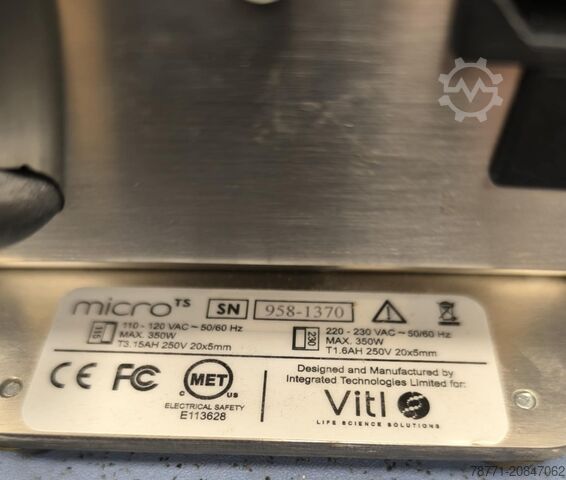 micro TS SN 958-1370
110 - 120 VAC ~ 50/60 Hz
MAX. 350W
T3.15AH 250V 20x5mm
115
220 - 230 VAC ~ 50/60 Hz
MAX. 350W
T1.6AH 250V 20x5mm
230
CE FC
C MET US
ELECTRICAL SAFETY
E113628
Designed and Manufactured by
Integrated Technologies Limited for:
Vitl
LIFE SCIENCE SOLUTIONS
78771-20847062